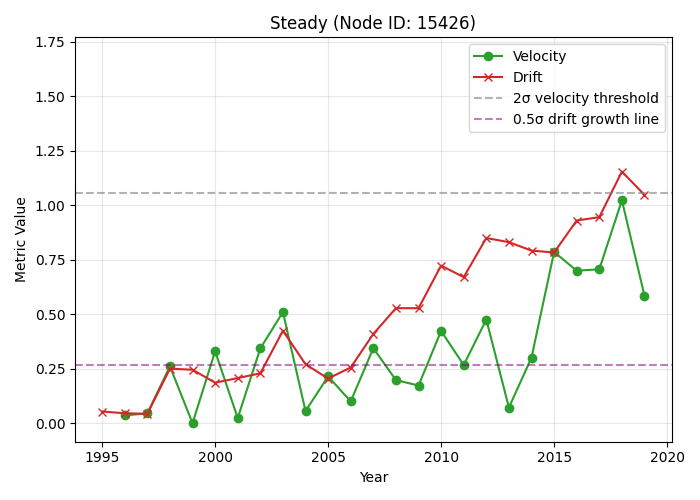 Steady (Node ID: 15426)
Metric Value
1.75
1.50
1.25
1.00
0.75
0.50
0.25
0.00
Velocity
Drift
2σ velocity threshold
0.5σ drift growth line
1995
2000
2005
2010
2015
2020
Year